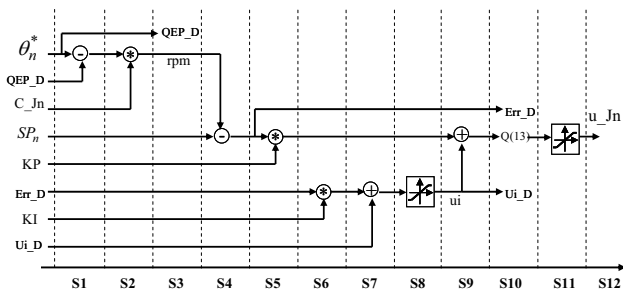 QEP_D
θ*n
rpm
QEP_D
C_Jn
Err_D
u_Jn
SPn
Q(13)
KP
Err_D
ui
Ui_D
KI
Ui_D
S1 S2 S3 S4 S5 S6 S7 S8 S9 S10 S11 S12